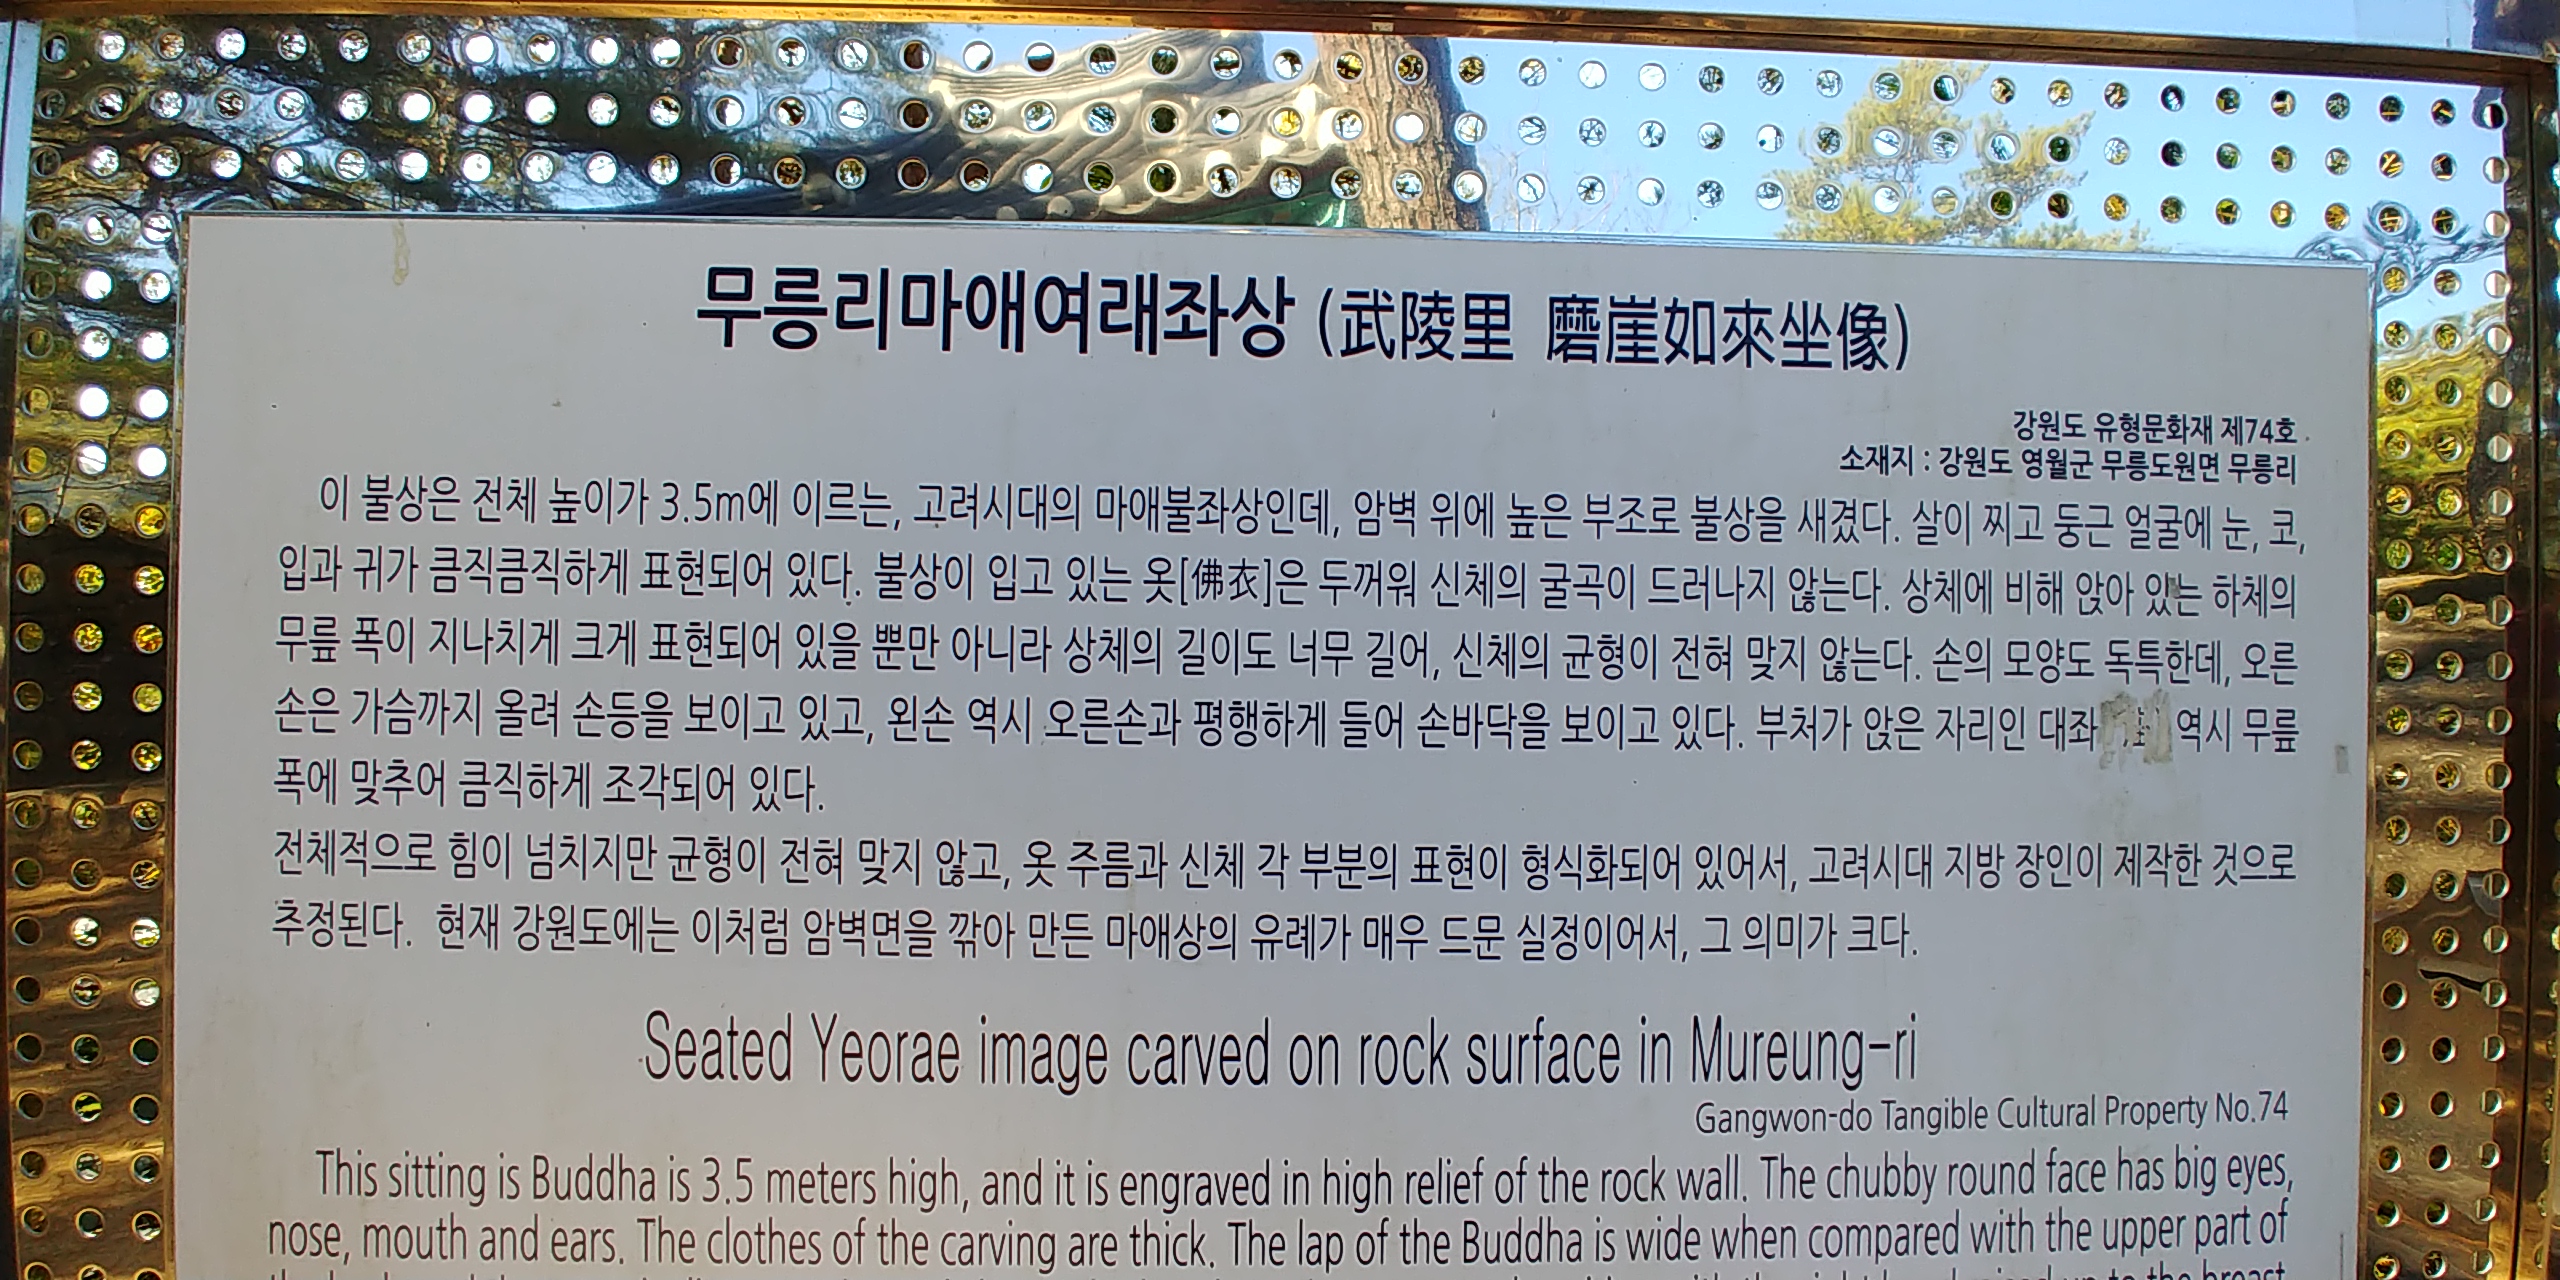 무릉리마애여래좌상 (武陵里 磨崖如來坐像)
강원도 유형문화재 제74호
소재지 : 강원도 영월군 무릉도원면 무릉리
이 불상은 전체 높이가 3.5m에 이르는, 고려시대의 마애불좌상인데, 암벽 위에 높은 부조로 불상을 새겼다. 살이 찌고 둥근 얼굴에 눈, 코,
입과 귀가 큼직큼직하게 표현되어 있다. 불상이 입고 있는 옷[佛衣]은 두꺼워 신체의 굴곡이 드러나지 않는다. 상체에 비해 앉아 있는 하체의
무릎 폭이 지나치게 크게 표현되어 있을 뿐만 아니라 상체의 길이도 너무 길어, 신체의 균형이 전혀 맞지 않는다. 손의 모양도 독특한데, 오른
손은 가슴까지 올려 손등을 보이고 있고, 왼손 역시 오른손과 평행하게 들어 손바닥을 보이고 있다. 부처가 앉은 자리인 대좌 역시 무릎
폭에 맞추어 큼직하게 조각되어 있다.
전체적으로 힘이 넘치지만 균형이 전혀 맞지 않고, 옷 주름과 신체 각 부분의 표현이 형식화되어 있어서, 고려시대 지방 장인이 제작한 것으로
추정된다. 현재 강원도에는 이처럼 암벽면을 깎아 만든 마애상의 유례가 매우 드문 실정이어서, 그 의미가 크다.
Seated Yeorae image carved on rock surface in Mureung-ri
Gangwon-do Tangible Cultural Property No.74
This sitting is Buddha is 3.5 meters high, and it is engraved in high relief of the rock wall. The chubby round face has big eyes,
nose, mouth and ears. The clothes of the carving are thick. The lap of the Buddha is wide when compared with the upper part of